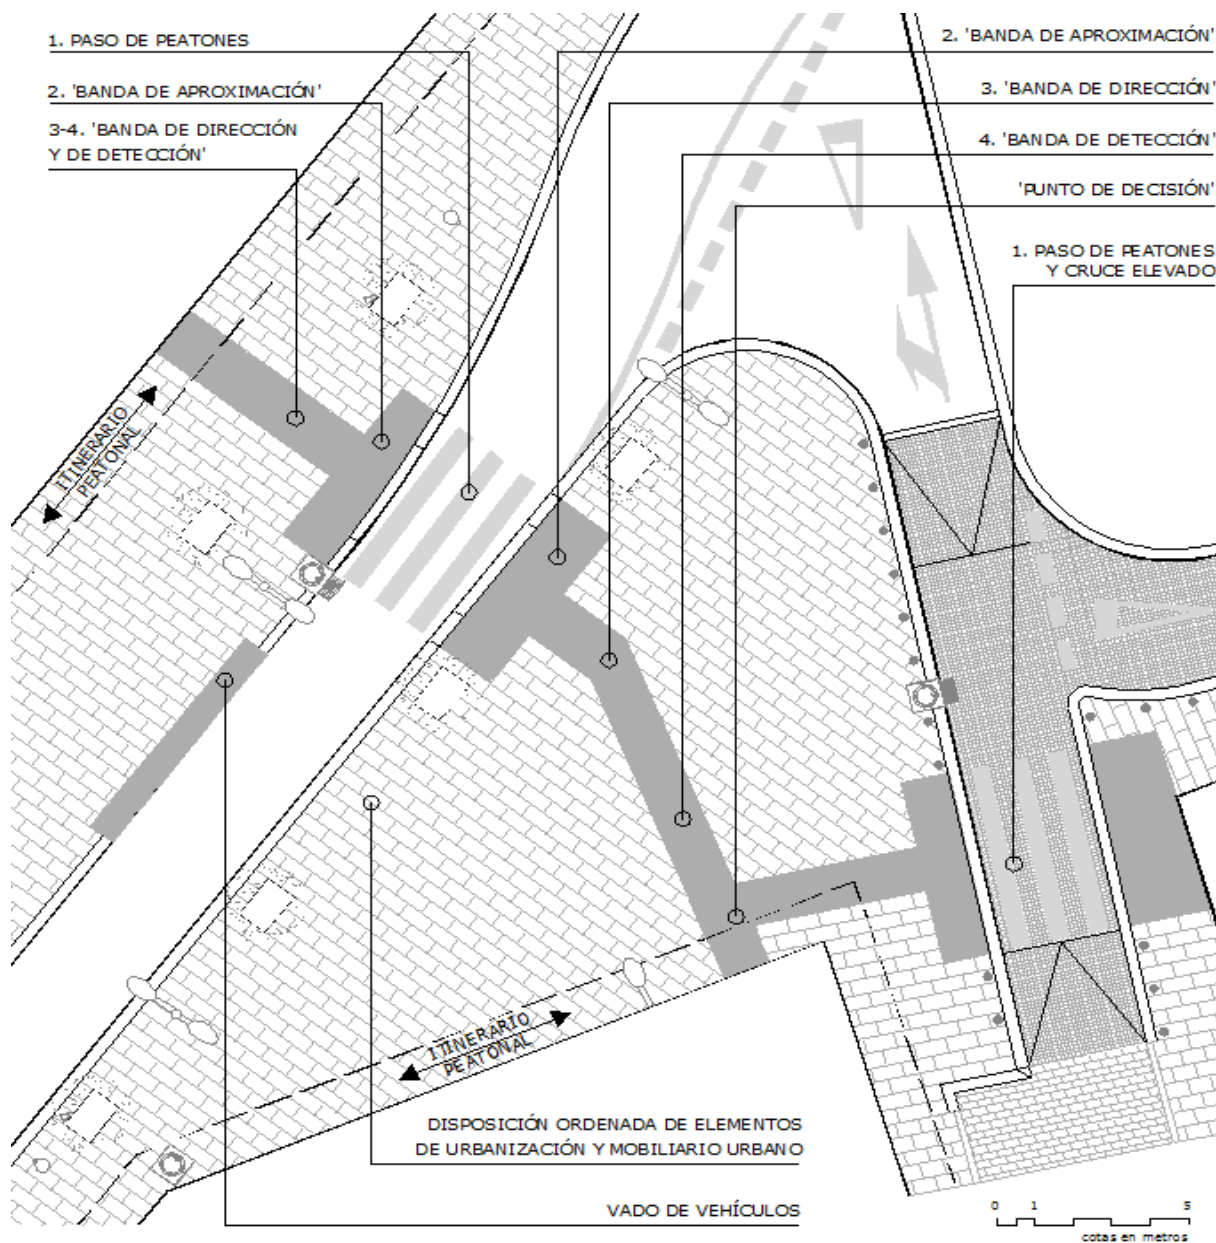 1. PASO DE PEATONES
2. 'BANDA DE APROXIMACIÓN'
3-4. 'BANDA DE DIRECCIÓN
Y DE DETECCIÓN'
2. 'BANDA DE APROXIMACIÓN'
3. 'BANDA DE DIRECCIÓN'
4. 'BANDA DE DETECCIÓN'
'PUNTO DE DECISIÓN'
1. PASO DE PEATONES
Y CRUCE ELEVADO
ITINERARIO
PEATONAL
ITINERARIO
PEATONAL
DISPOSICIÓN ORDENADA DE ELEMENTOS
DE URBANIZACIÓN Y MOBILIARIO URBANO
VADO DE VEHÍCULOS
0 1 5
cotas en metros